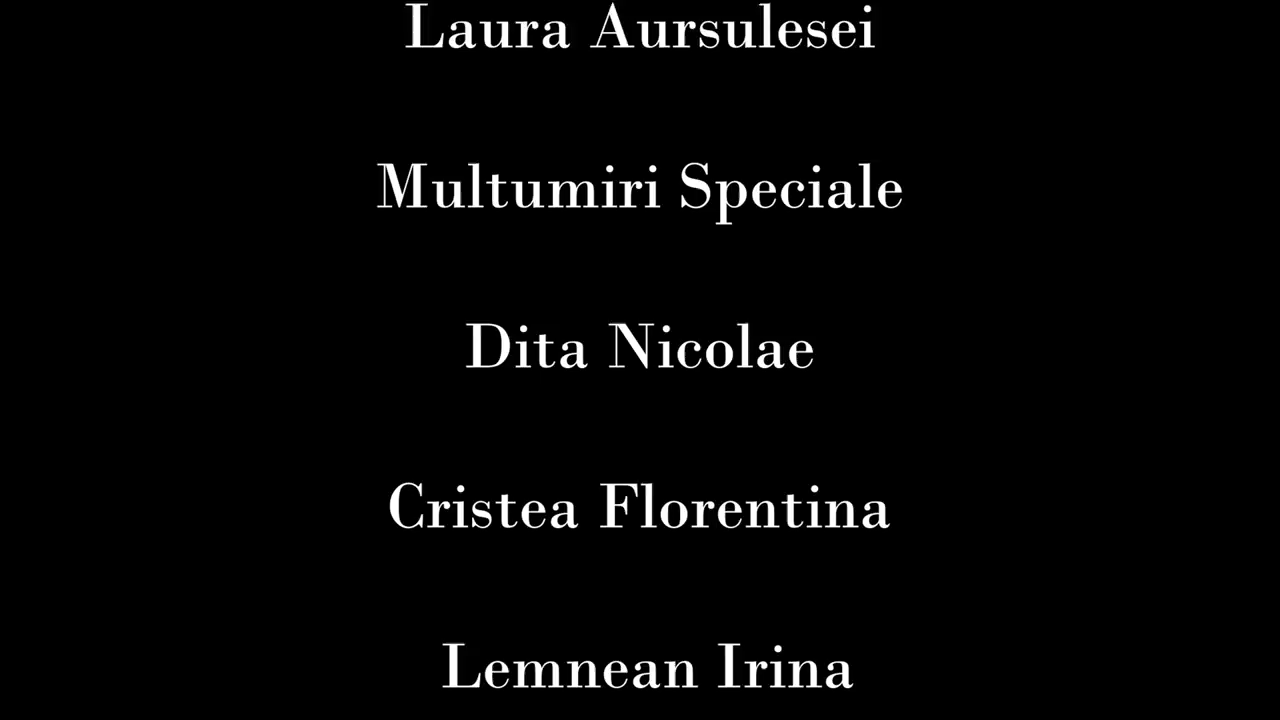 Laura Aursulesei
Multumiri Speciale
Dita Nicolae
Cristea Florentina
Lemnean Irina